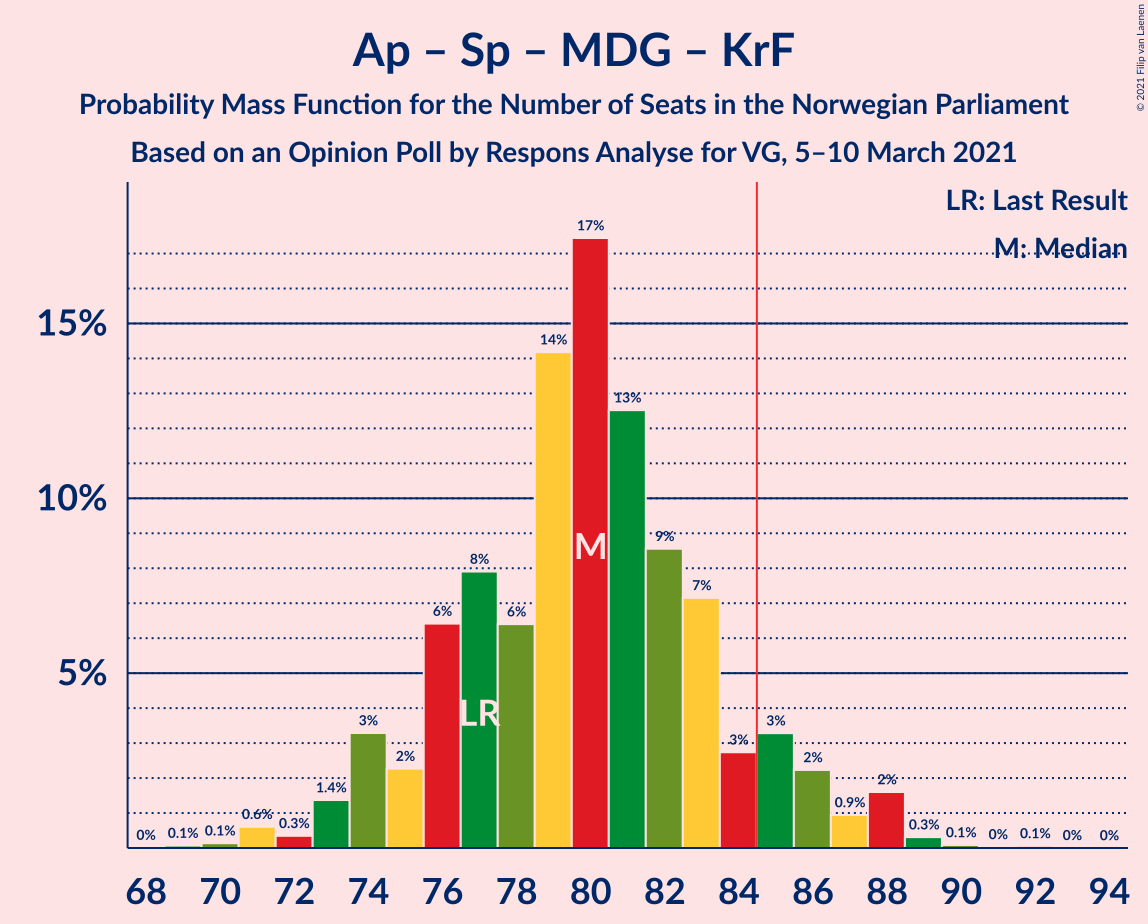 Ap – Sp – MDG – KrF
Probability Mass Function for the Number of Seats in the Norwegian Parliament
Based on an Opinion Poll by Respons Analyse for VG, 5–10 March 2021
© 2021 Filip van Laenen
LR: Last Result
M: Median
15%
10%
5%
0% 0.1% 0.1% 0.6% 0.3% 1.4% 3% 2% 6% 8% 6% 14% 17% 13% 9% 7% 3% 3% 2% 0.9% 2% 0.3% 0.1% 0% 0.1% 0% 0%
M
LR
68 70 72 74 76 78 80 82 84 86 88 90 92 94